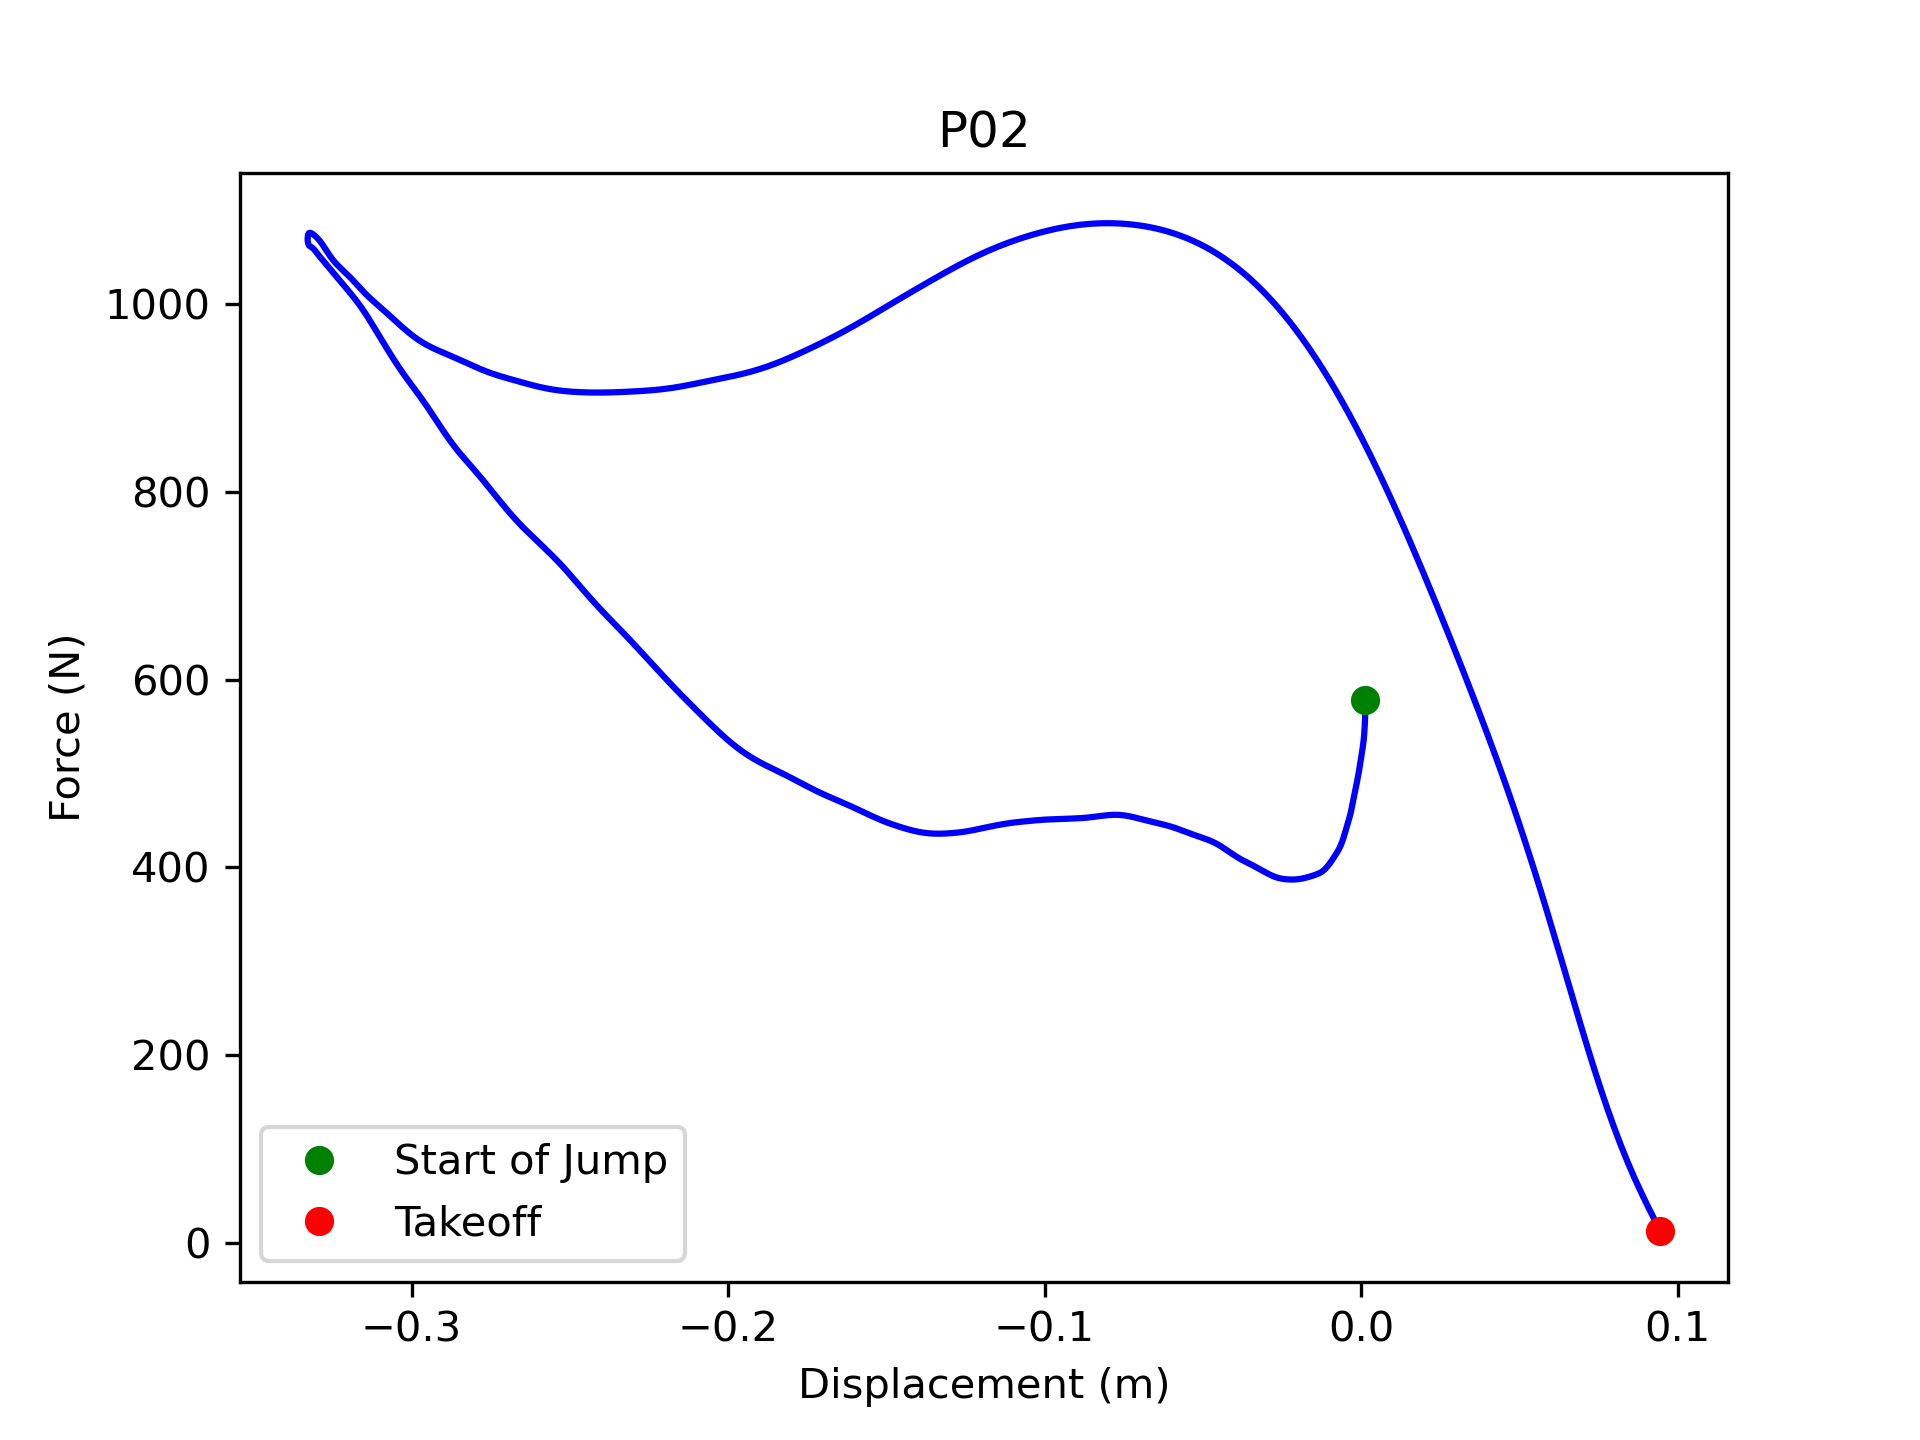 P02
Force (N)
1000
800
600
400
200
0
Start of Jump
Takeoff
−0.3
−0.2
−0.1
0.0
0.1
Displacement (m)